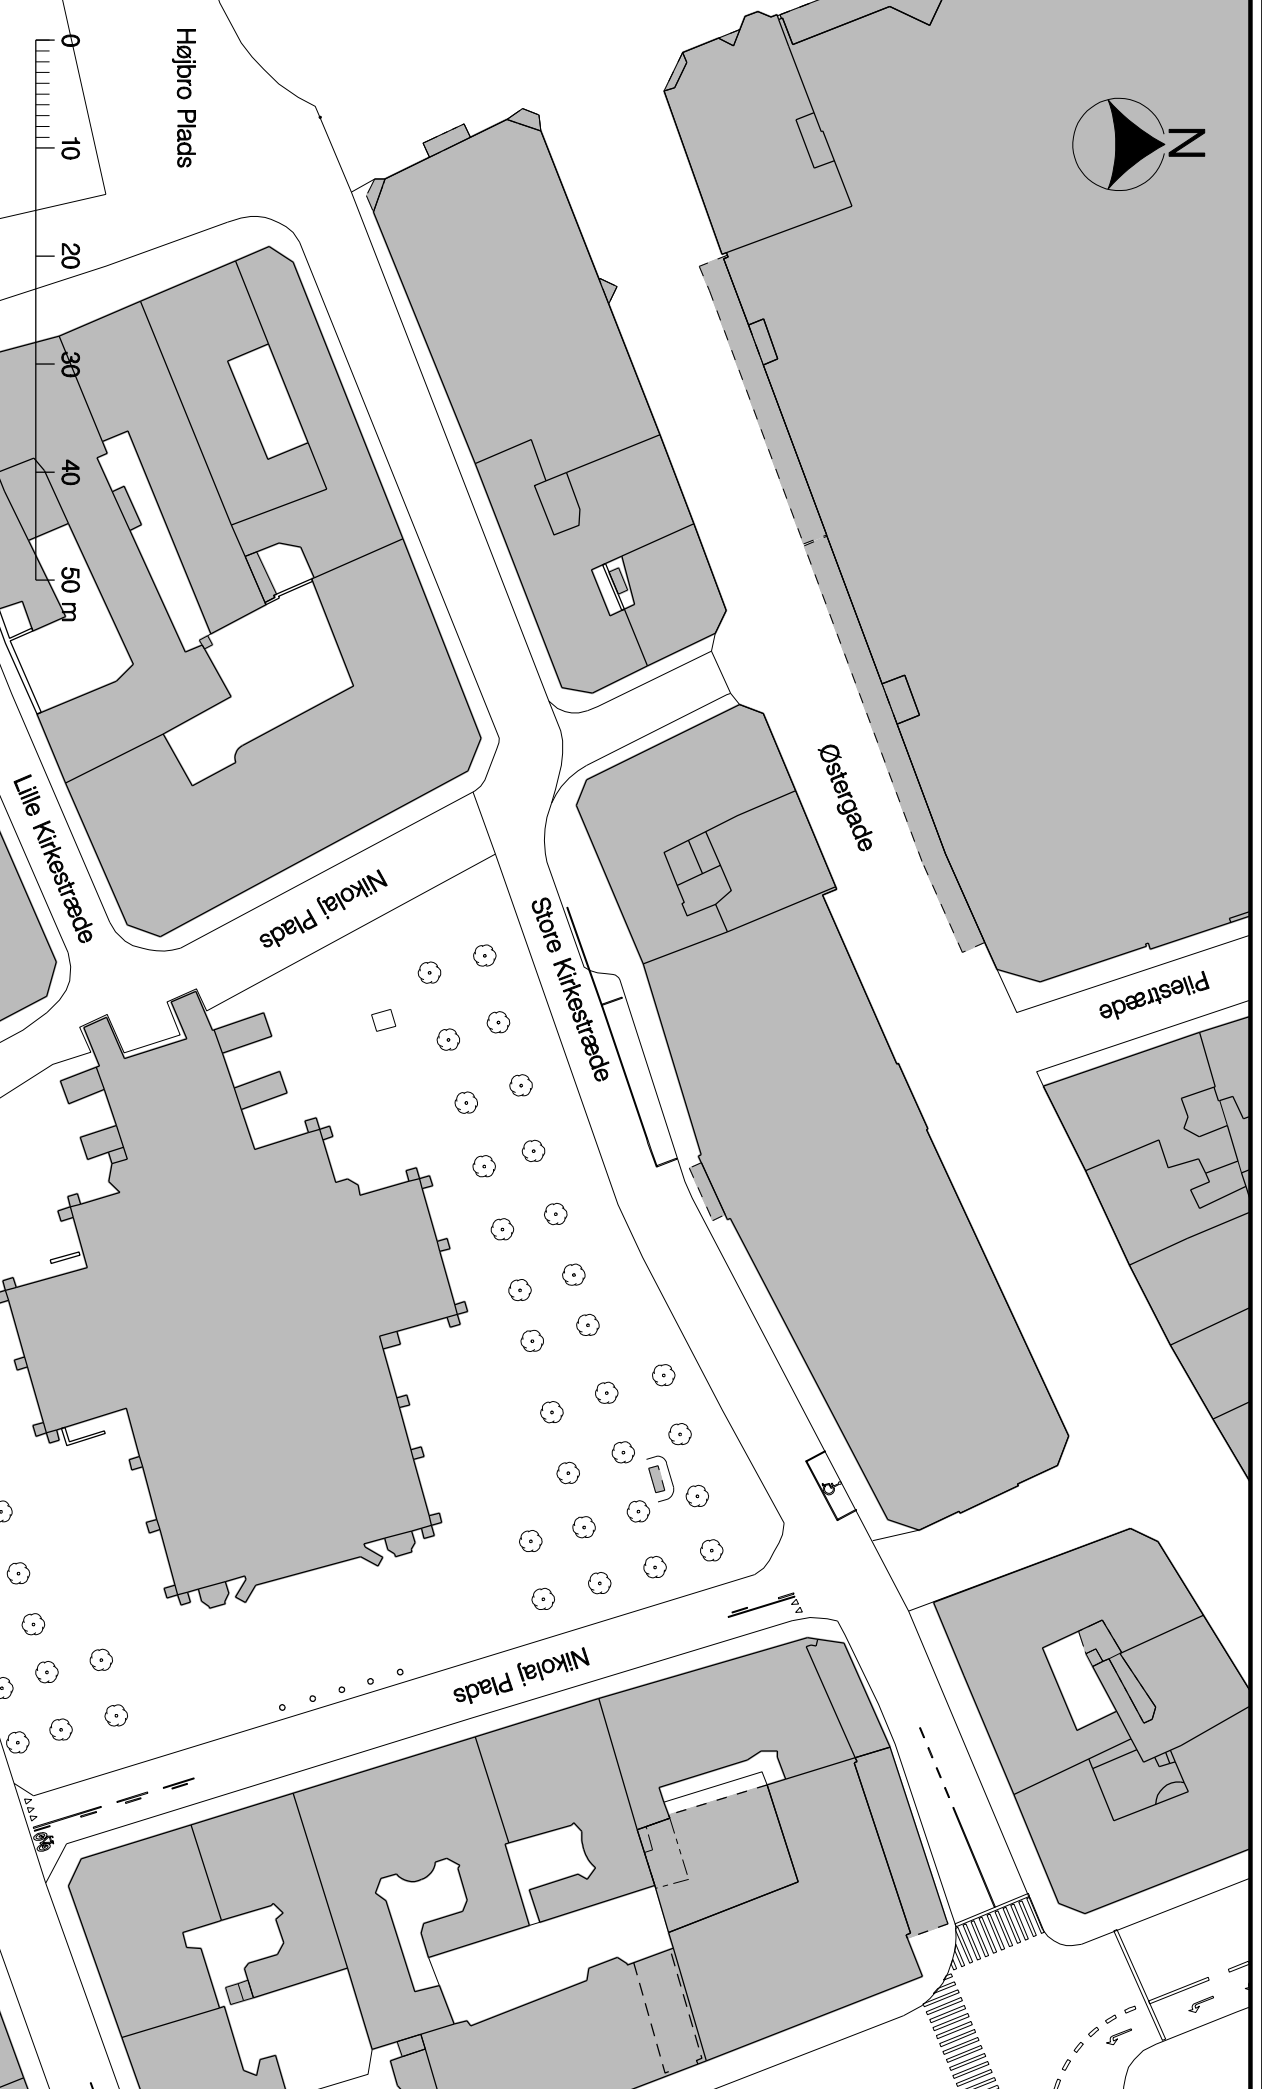 Højbro Plads
0
10
20
30
40
50 m
N
Østergade
Lille Kirkestræde
Nikolaj Plads
Store Kirkestræde
Pilestræde
Nikolaj Plads